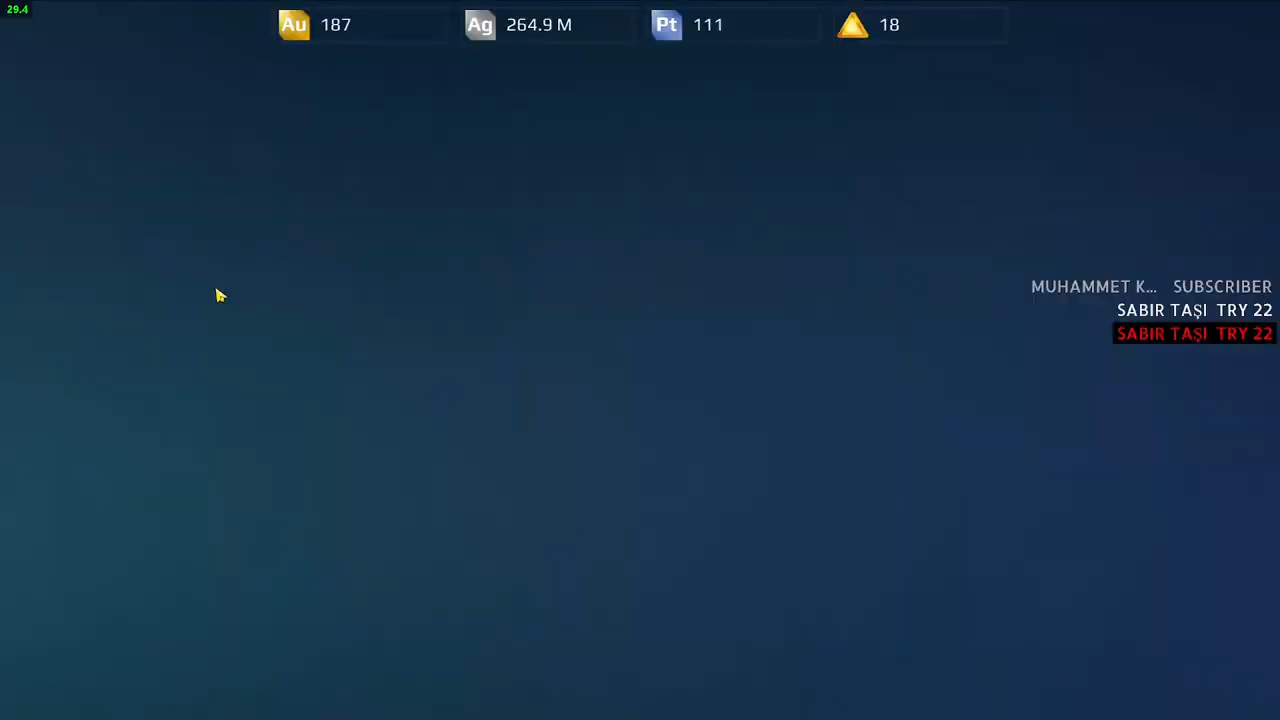 29.4
Au 187 Ag 264.9 M Pt 111 18
MUHAMMET K... SUBSCRIBER
SABIR TAŞI TRY 22
SABIR TAŞI TRY 22